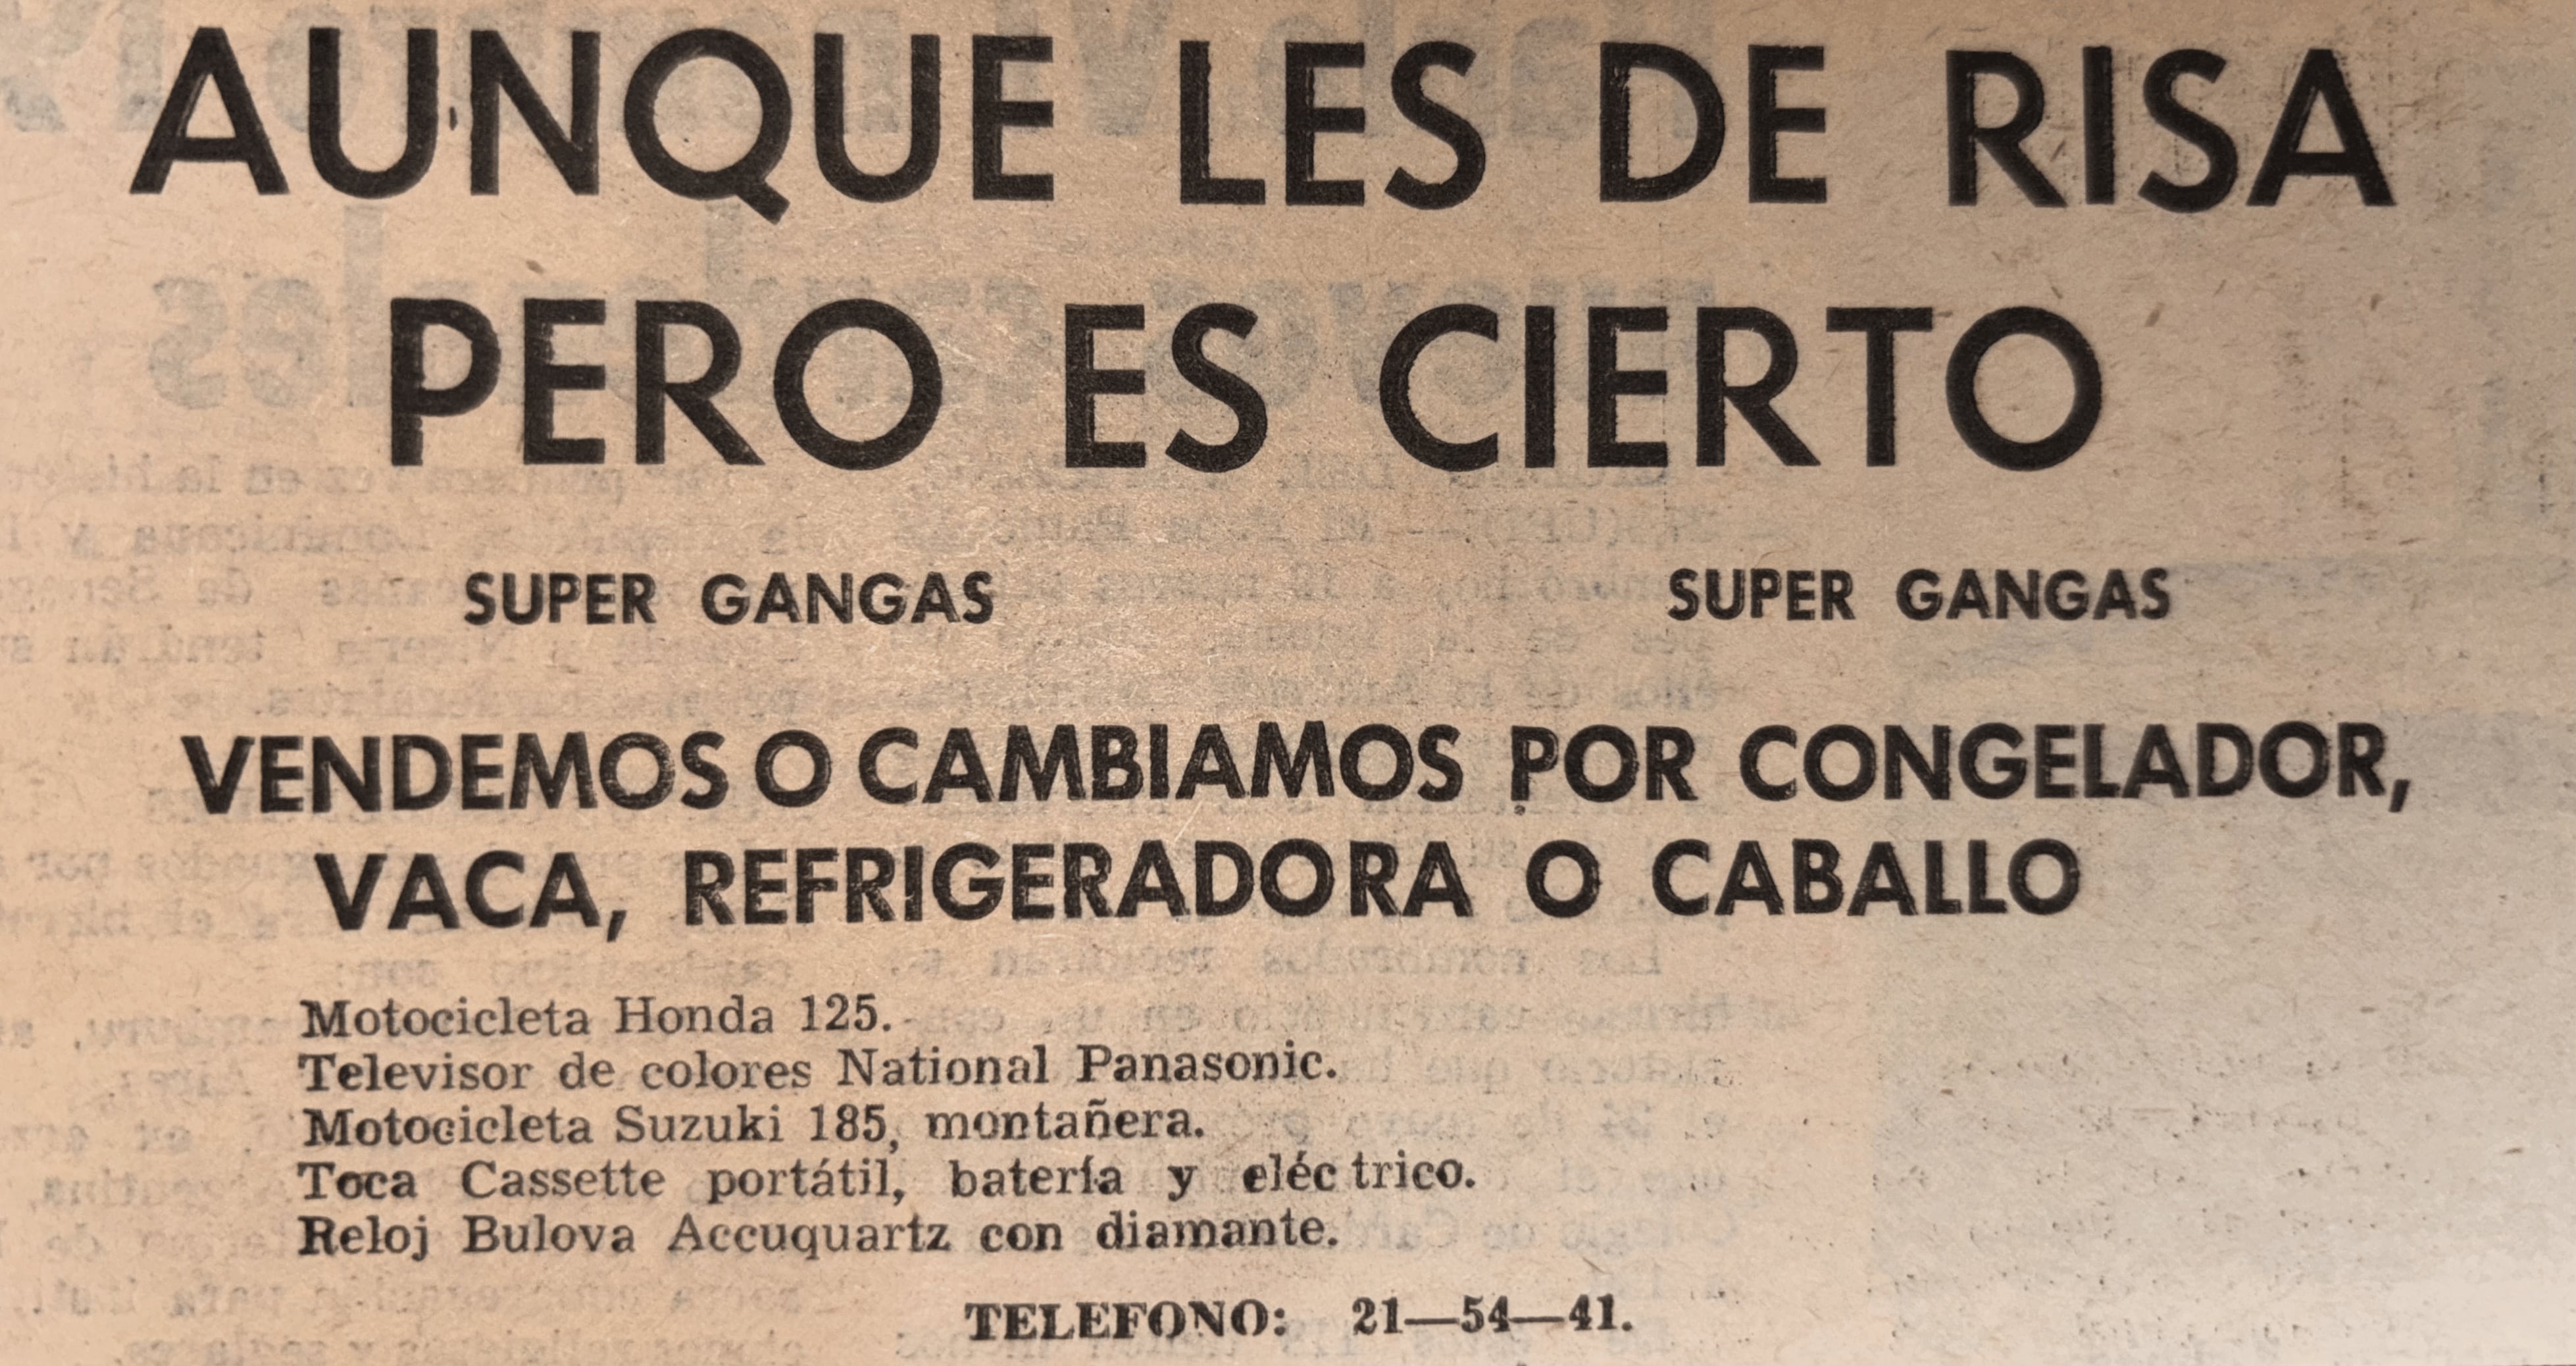 AUNQUE LES DE RISA
PERO ES CIERTO
SUPER GANGAS SUPER GANGAS
VENDEMOS O CAMBIAMOS POR CONGELADOR,
VACA, REFRIGERADORA O CABALLO
Motocicleta Honda 125.
Televisor de colores National Panasonic.
Motocicleta Suzuki 185, montañera.
Toca Cassette portátil, batería y eléc trico.
Reloj Bulova Accuquartz con diamante.
TELEFONO: 21—54—41.